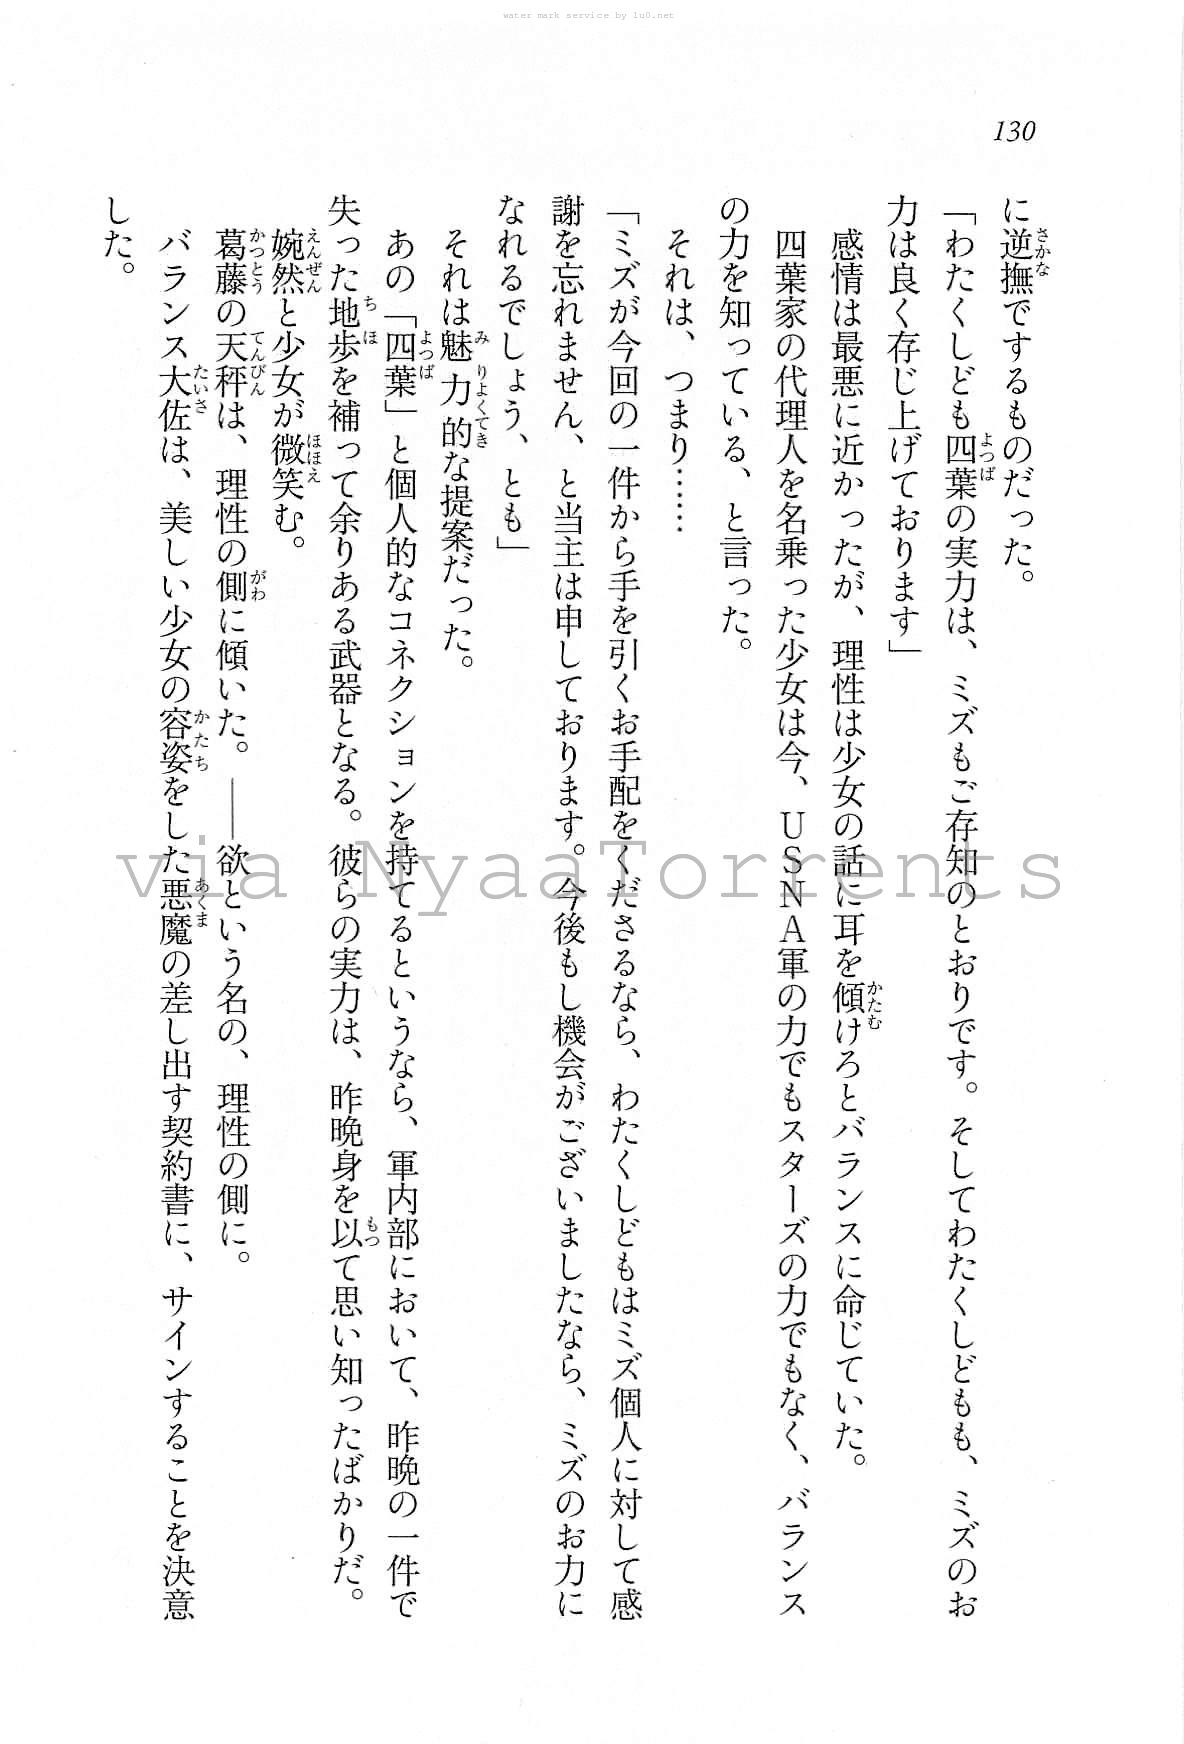 water mark service by lu0.net
130
に逆撫でするものだった。
「わたくしども四葉の実力は、ミズもご存知のとおりです。そしてわたくしどもも、ミズのお
力は良く存じ上げております」
感情は最悪に近かったが、理性は少女の話に耳を傾けろとバランスに命じていた。
四葉家の代理人を名乗った少女は今、ＵＳＮＡ軍の力でもスターズの力でもなく、バランス
の力を知っている、と言った。
それは、つまり……
「ミズが今回の一件から手を引くお手配をくださるなら、わたくしどもはミズ個人に対して感
謝を忘れません、と当主は申しております。今後もし機会がございましたなら、ミズのお力に
なれるでしょう、とも」
それは魅力的な提案だった。
あの「四葉」と個人的なコネクションを持てるというなら、軍内部において、昨晩の一件で
失った地歩を補って余りある武器となる。彼らの実力は、昨晩身を以て思い知ったばかりだ。
婉然と少女が微笑む。
葛藤の天秤は、理性の側に傾いた。――欲という名の、理性の側に。
バランス大佐は、美しい少女の容姿をした悪魔の差し出す契約書に、サインすることを決意
した。
via NyaaTorrents